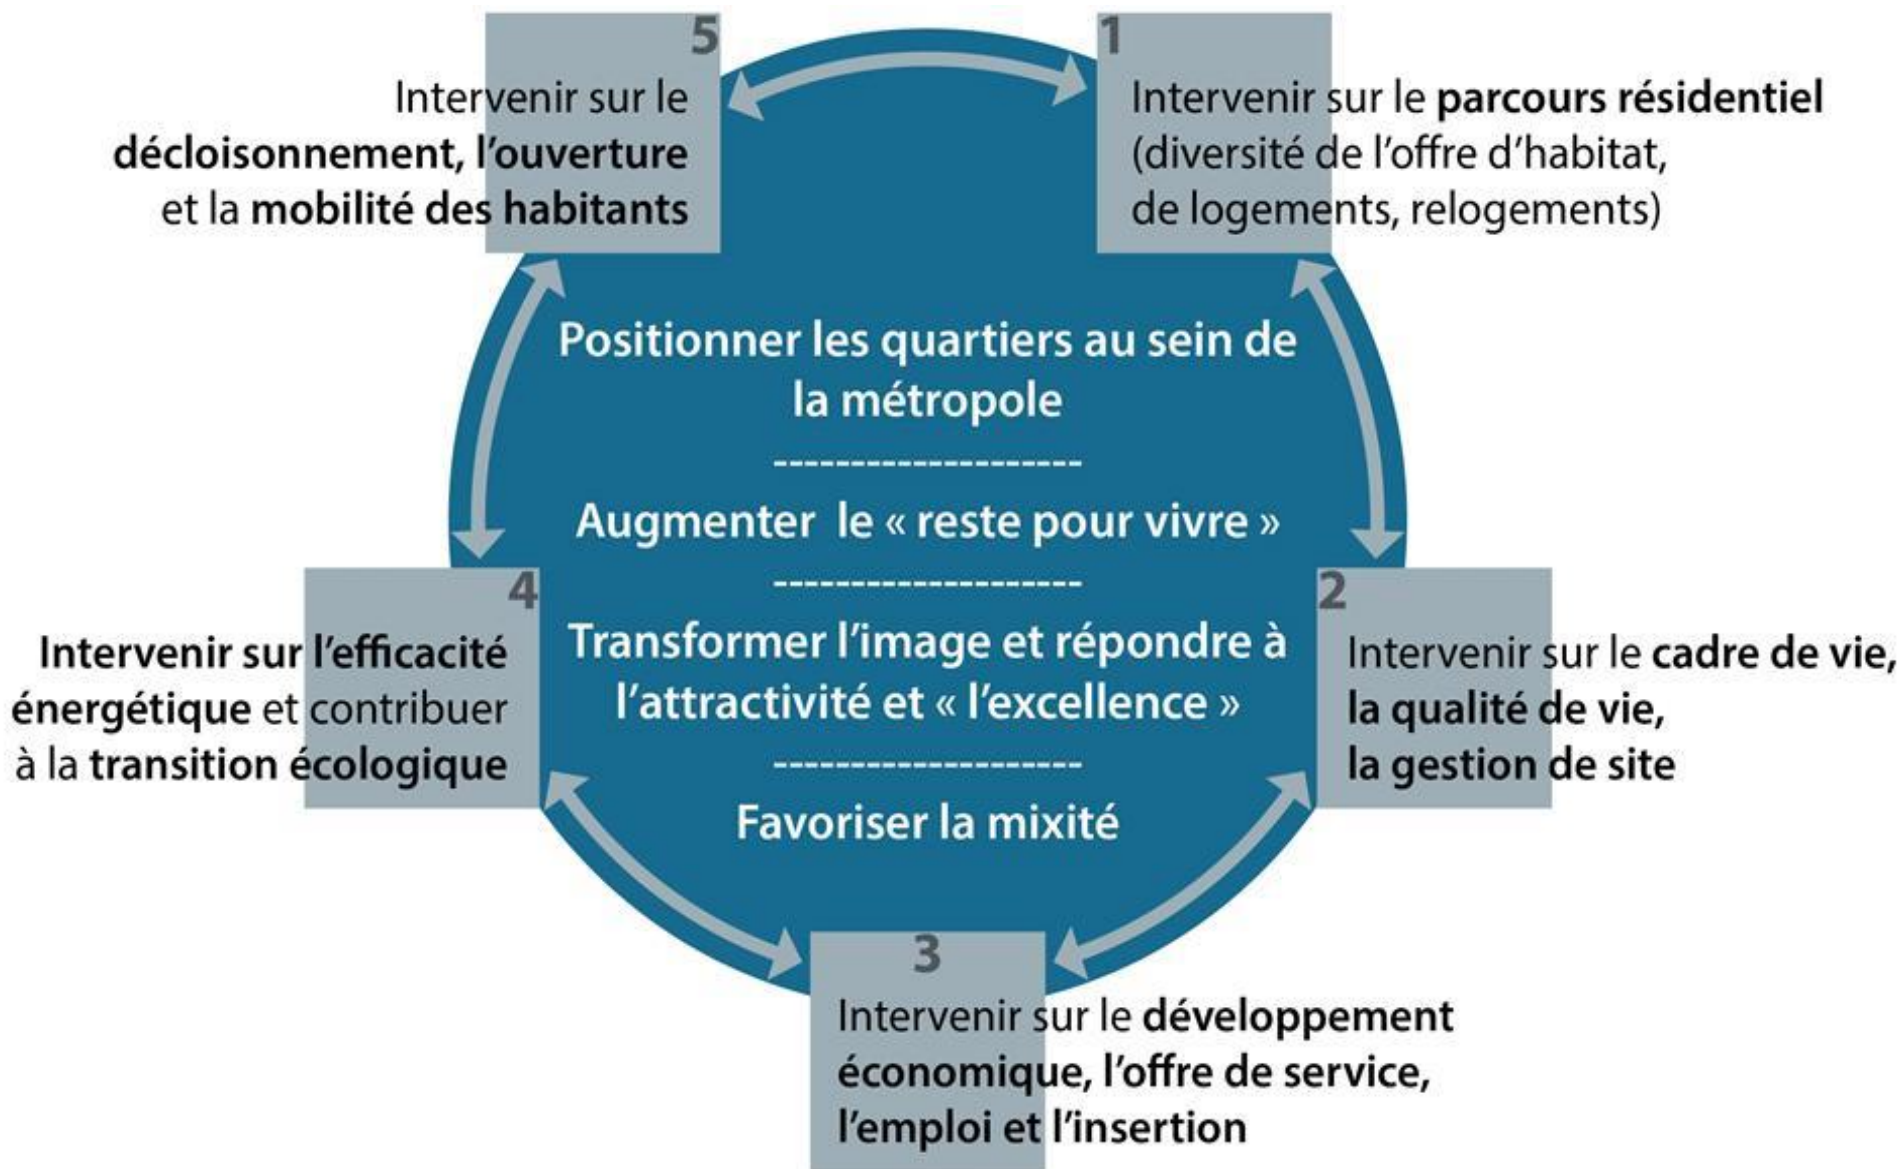 5
Intervenir sur le
décloisonnement, l’ouverture
et la mobilité des habitants
1
Intervenir sur le parcours résidentiel
(diversité de l’offre d’habitat,
de logements, relogements)
Positionner les quartiers au sein de
la métropole
---------------------
Augmenter le « reste pour vivre »
---------------------
Transformer l’image et répondre à
l’attractivité et « l’excellence »
---------------------
Favoriser la mixité
4
Intervenir sur l’efficacité
énergétique et contribuer
à la transition écologique
2
Intervenir sur le cadre de vie,
la qualité de vie,
la gestion de site
3
Intervenir sur le développement
économique, l’offre de service,
l’emploi et l’insertion